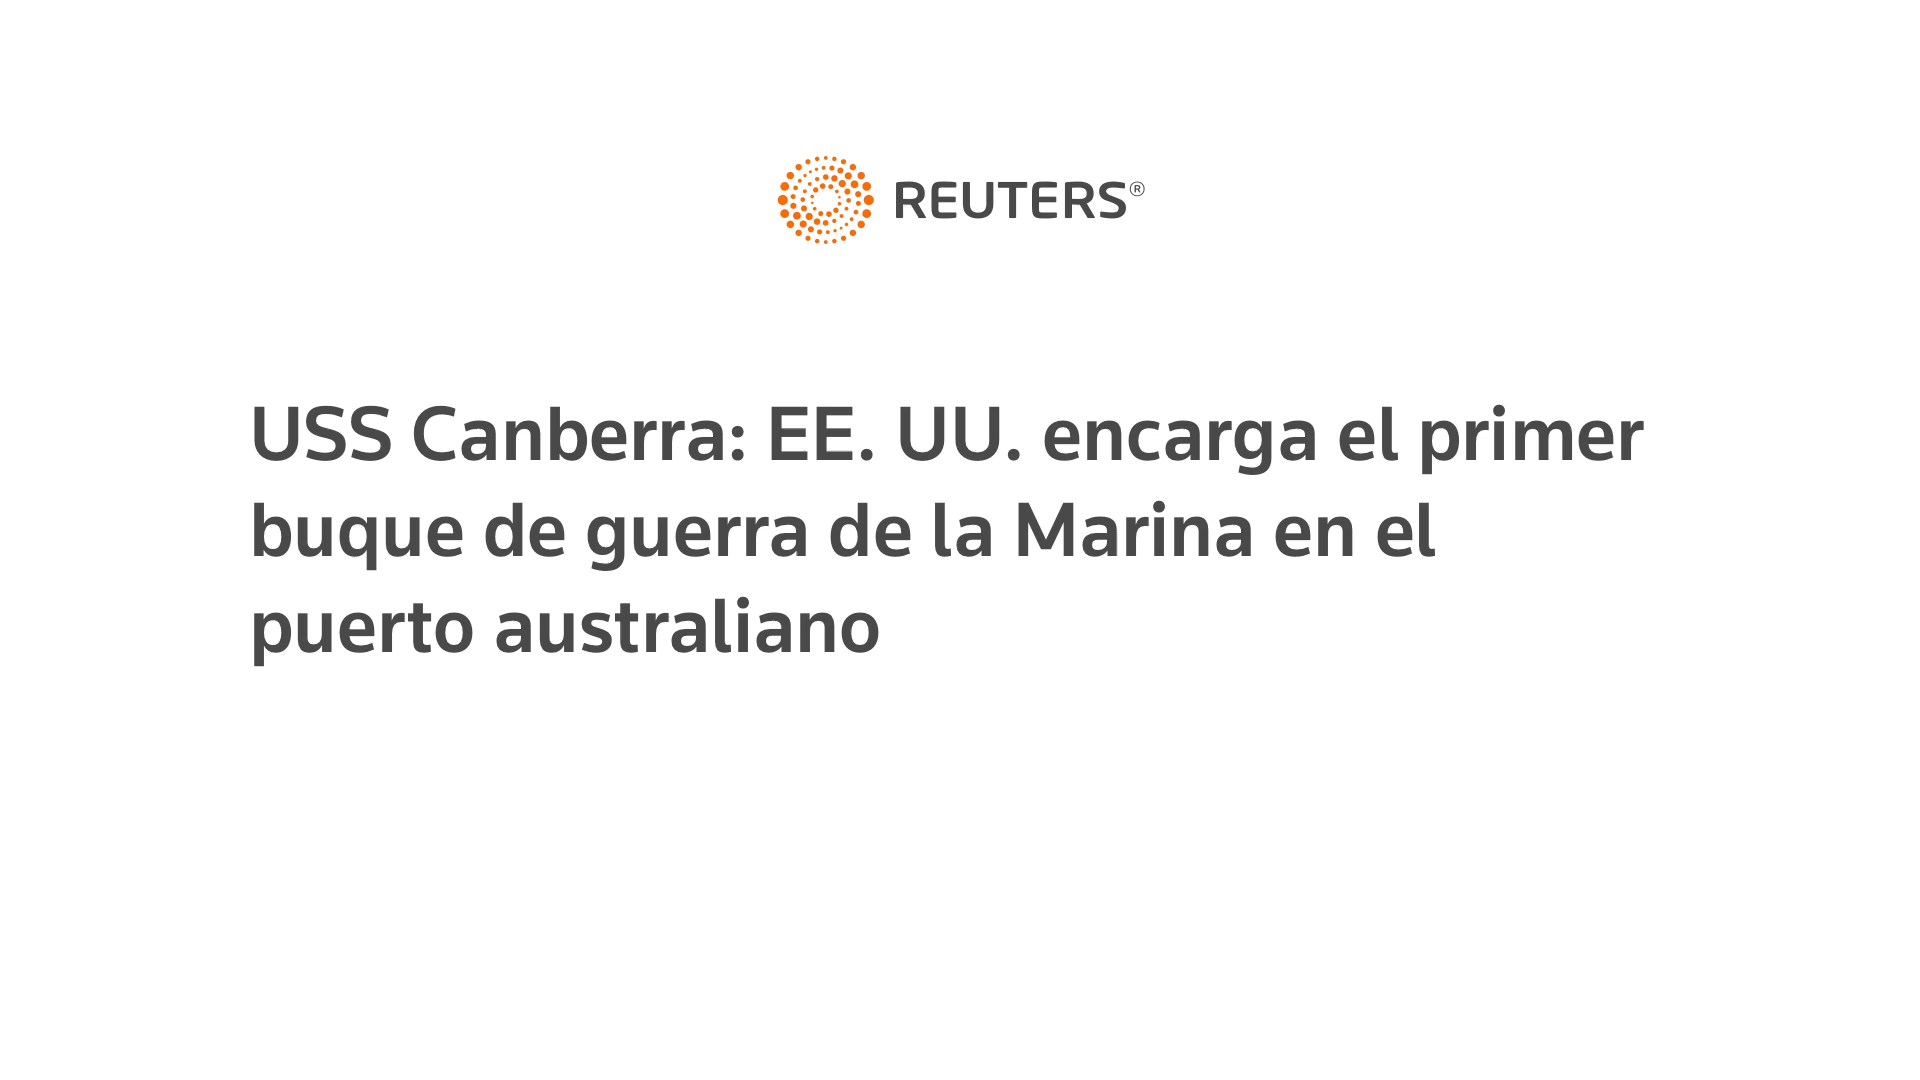 REUTERS®
USS Canberra: EE. UU. encarga el primer
buque de guerra de la Marina en el
puerto australiano